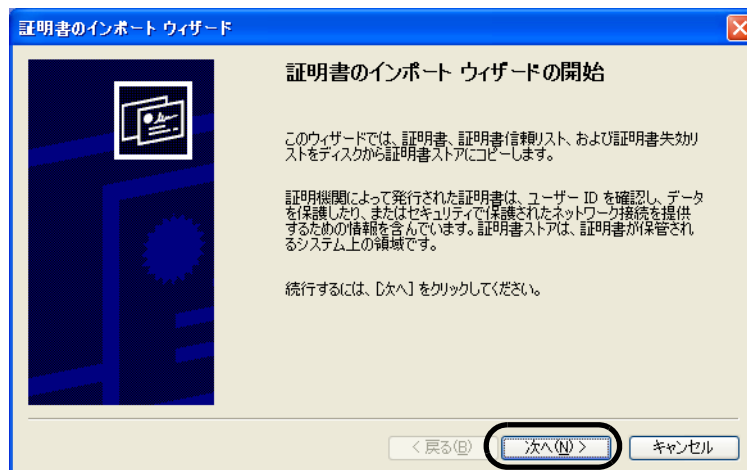 証明書のインポート ウィザード
証明書のインポート ウィザードの開始
このウィザードでは、証明書、証明書信頼リスト、および証明書失効リ
ストをディスクから証明書ストアにコピーします。
証明機関によって発行された証明書は、ユーザー ID を確認し、データ
を保護したり、またはセキュリティで保護されたネットワーク接続を提供
するための情報を含んでいます。証明書ストアは、証明書が保管され
るシステム上の領域です。
続行するには、[次へ] をクリックしてください。
< 戻る(B)
次へ(N) >
キャンセル